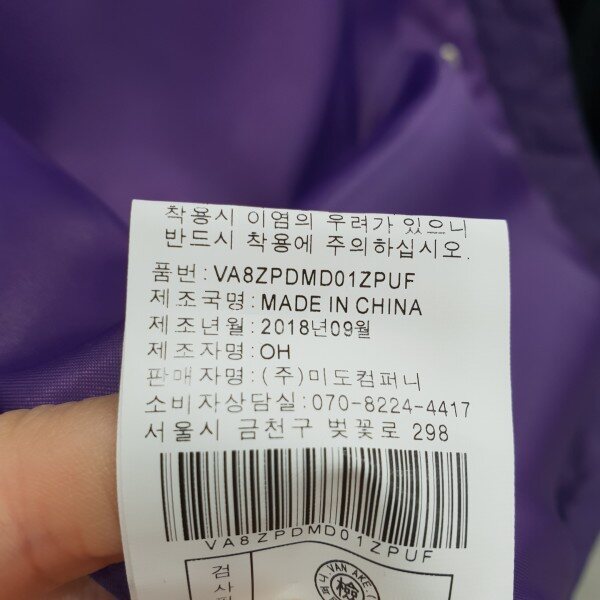 착용시 이염의 우려가 있으니
반드시 착용에 주의하십시오.
품번:VA8ZPDMD01ZPUF
제조국명:MADE IN CHINA
제조년월:2018년09월
제조자명:OH
판매자명:(주)미도컴퍼니
소비자상담실:070-8224-4417
서울시 금천구 벚꽃로 298
VA8ZPDMD01ZPUF
검사
VAN
檢